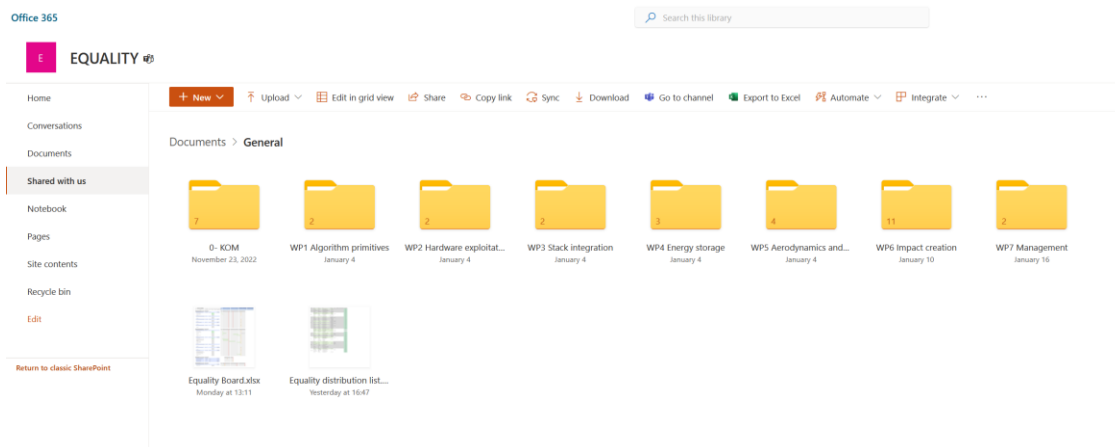 Office 365
Search this library
E
EQUALITY
Home
Conversations
Documents
Shared with us
Notebook
Pages
Site contents
Recycle bin
Edit
Return to classic SharePoint
+ New
Upload
Edit in grid view
Share
Copy link
Sync
Download
Go to channel
Export to Excel
Automate
Integrate
...
Documents > General
7
2
2
2
3
4
11
2
0- KOM
WP1 Algorithm primitives
WP2 Hardware exploitat...
WP3 Stack integration
WP4 Energy storage
WP5 Aerodynamics and...
WP6 Impact creation
WP7 Management
November 23, 2022
January 4
January 4
January 4
January 4
January 4
January 10
January 16
Equality Board.xlsx
Equality distribution list....
Monday at 13:11
Yesterday at 16:47